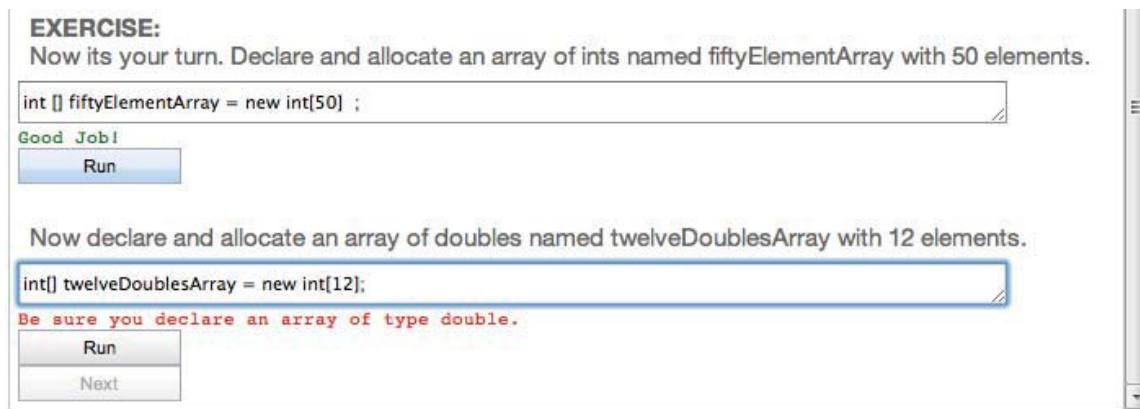 EXERCISE:
Now its your turn. Declare and allocate an array of ints named fiftyElementArray with 50 elements.
int [] fiftyElementArray = new int[50]  ;
Good Job!
Run
Now declare and allocate an array of doubles named twelveDoublesArray with 12 elements.
int[] twelveDoublesArray = new int[12];
Be sure you declare an array of type double.
Run
Next